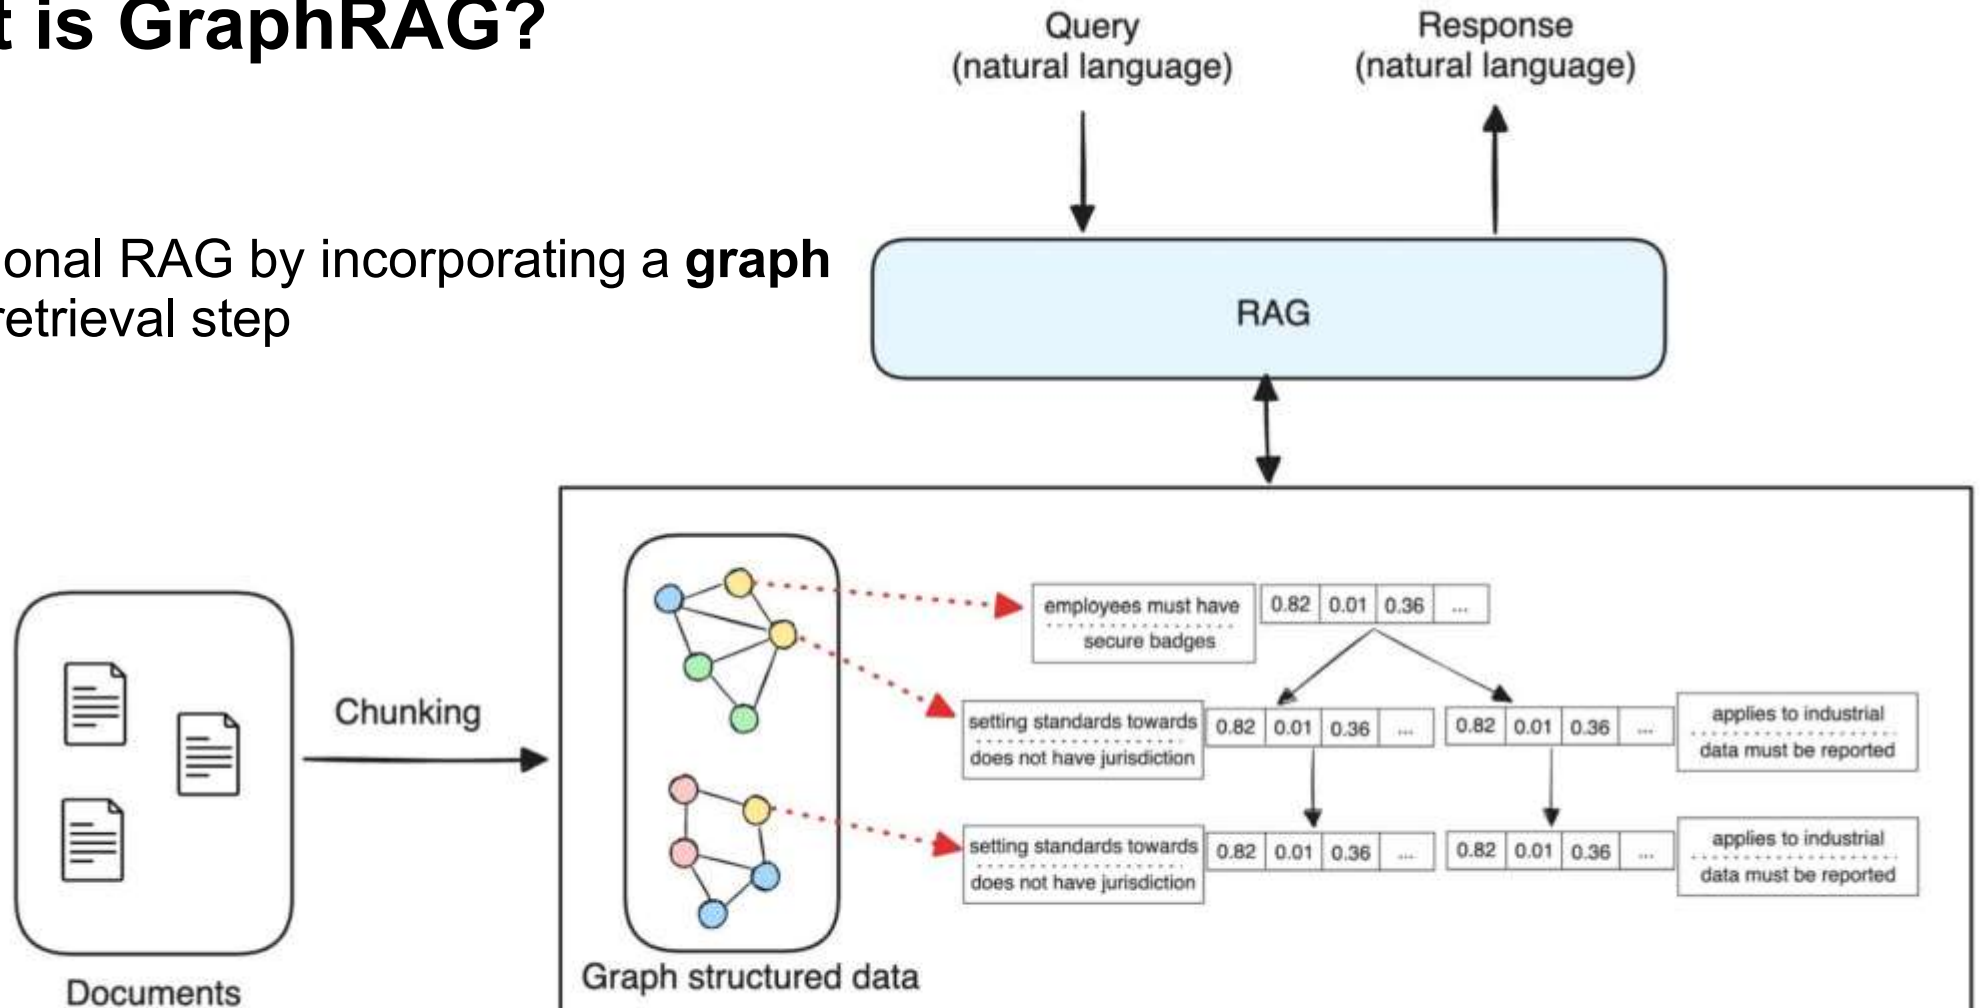 t is GraphRAG?
Query
(natural language)
Response
(natural language)
onal RAG by incorporating a graph
retrieval step
RAG
employees must have
secure badges
0.82 0.01 0.36 ...
Chunking
setting standards towards
does not have jurisdiction
0.82 0.01 0.36 ...
0.82 0.01 0.36 ...
applies to industrial
data must be reported
setting standards towards
does not have jurisdiction
0.82 0.01 0.36 ...
0.82 0.01 0.36 ...
applies to industrial
data must be reported
Graph structured data
Documents